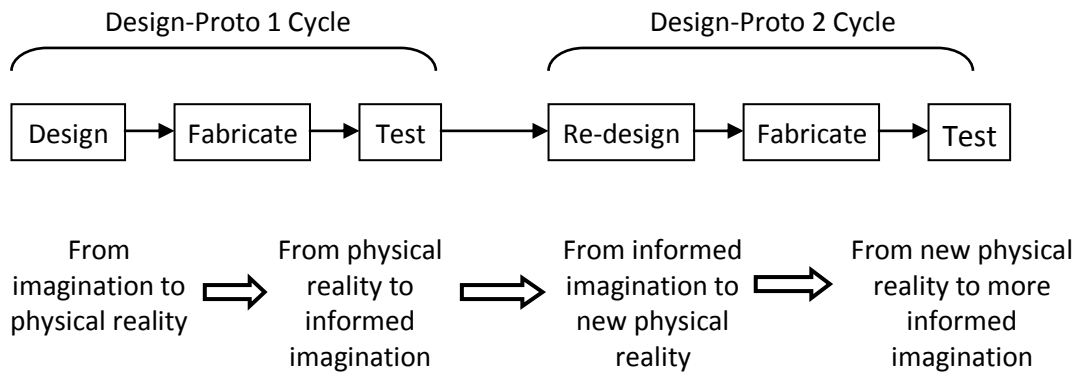 Design-Proto 1 Cycle
Design-Proto 2 Cycle
Design
Fabricate
Test
Re-design
Fabricate
Test
From
imagination to
physical reality
From physical
reality to
informed
imagination
From informed
imagination to
new physical
reality
From new physical
reality to more
informed
imagination